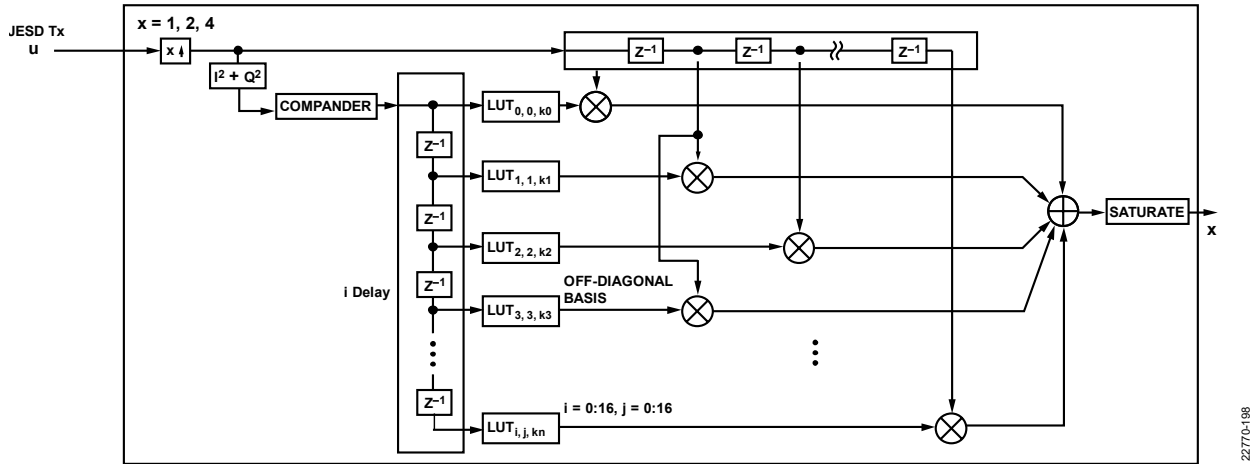 x = 1, 2, 4
JESD Tx
u
x
Z–1
Z–1
Z–1
I2 + Q2
COMPANDER
LUT0, 0, k0
Z–1
LUT1, 1, k1
Z–1
LUT2, 2, k2
SATURATE
x
i Delay
Z–1
OFF-DIAGONAL
BASIS
LUT3, 3, k3
Z–1
i = 0:16, j = 0:16
LUTi, j, kn
22770-198